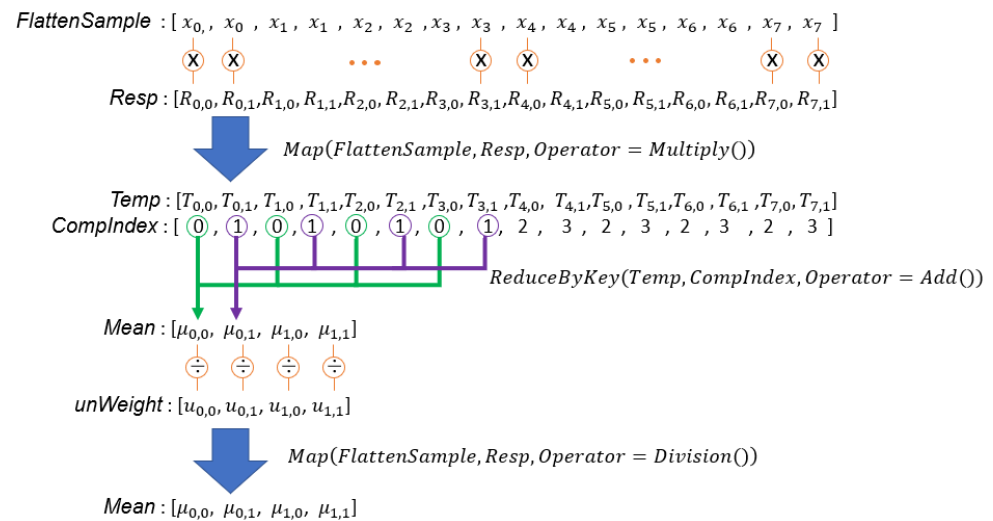 FlattenSample : [ x₀, , x₀ , x₁ , x₁ , x₂ , x₂ ,x₃ , x₃ , x₄ , x₄ , x₅ , x₅ , x₆ , x₆ , x₇ , x₇ ]
X X ... X X ... X X
Resp : [R₀,₀, R₀,₁,R₁,₀, R₁,₁,R₂,₀, R₂,₁,R₃,₀, R₃,₁,R₄,₀, R₄,₁,R₅,₀, R₅,₁,R₆,₀, R₆,₁,R₇,₀, R₇,₁]
Map(FlattenSample, Resp, Operator = Multiply())
Temp : [T₀,₀,T₀,₁,T₁,₀ ,T₁,₁,T₂,₀ ,T₂,₁ ,T₃,₀ ,T₃,₁ ,T₄,₀, T₄,₁,T₅,₀ ,T₅,₁ ,T₆,₀ ,T₆,₁ ,T₇,₀, T₇,₁]
CompIndex : [ 0 , 1 , 0 , 1 , 0 , 1 , 0 , 1 , 2 , 3 , 2 , 3 , 2 , 3 , 2 , 3 ]
ReduceByKey(Temp, CompIndex, Operator = Add())
Mean : [μ₀,₀, μ₀,₁, μ₁,₀, μ₁,₁]
÷ ÷ ÷ ÷
unWeight : [u₀,₀, u₀,₁, u₁,₀, u₁,₁]
Map(FlattenSample, Resp, Operator = Division())
Mean : [μ₀,₀, μ₀,₁, μ₁,₀, μ₁,₁]